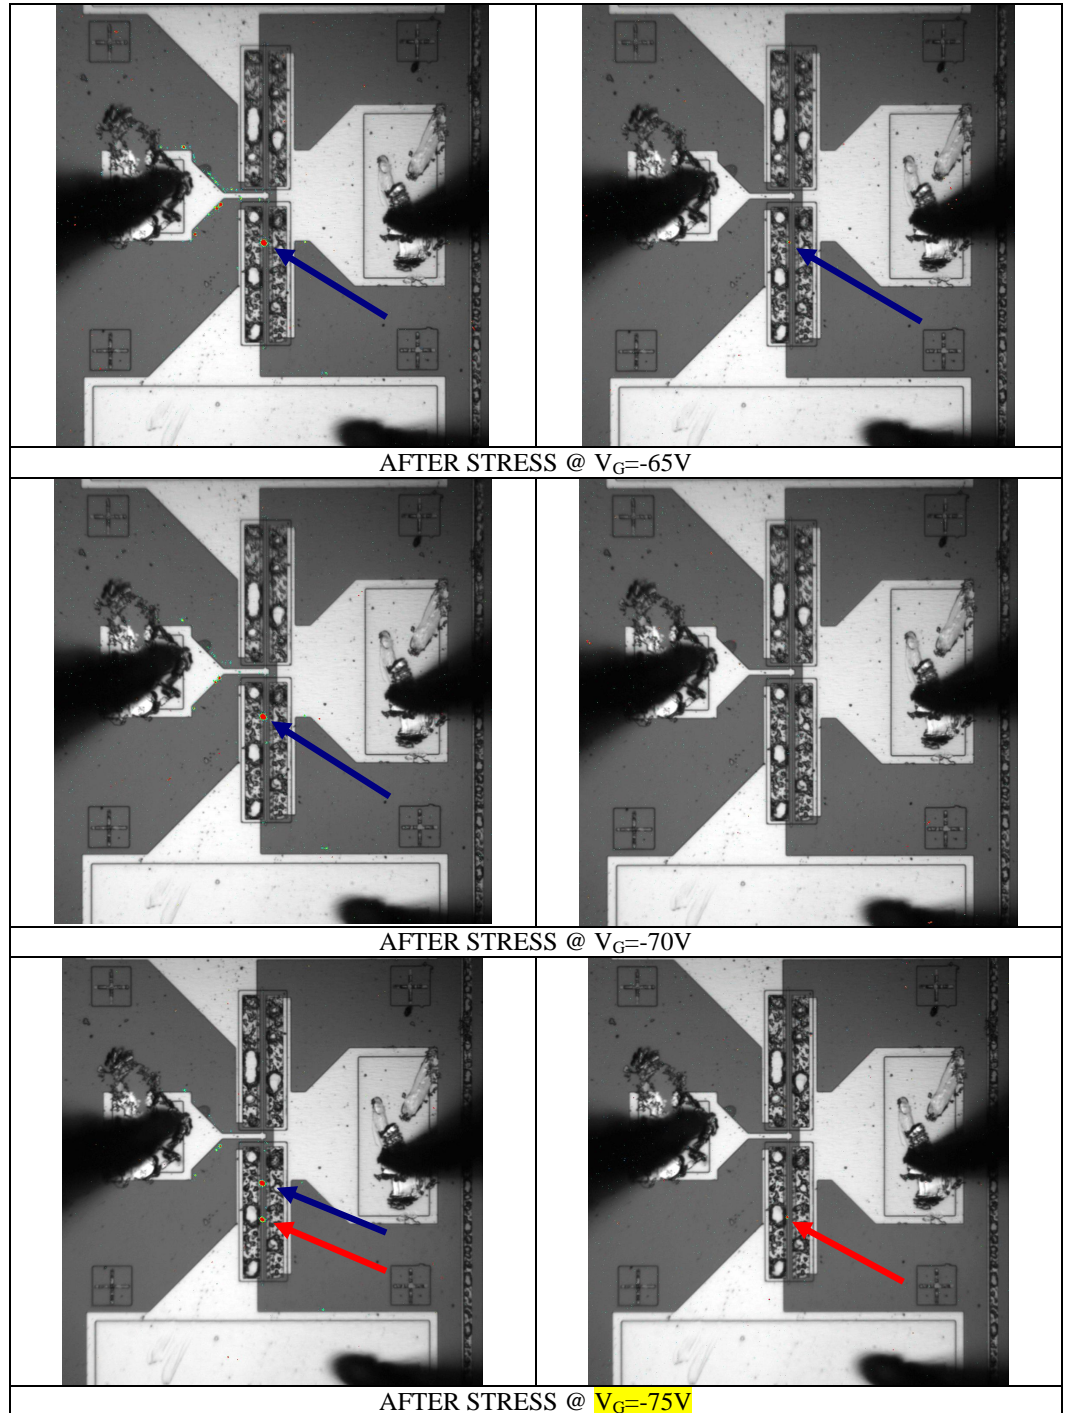 AFTER STRESS @ VG=-65V
AFTER STRESS @ VG=-70V
AFTER STRESS @ VG=-75V